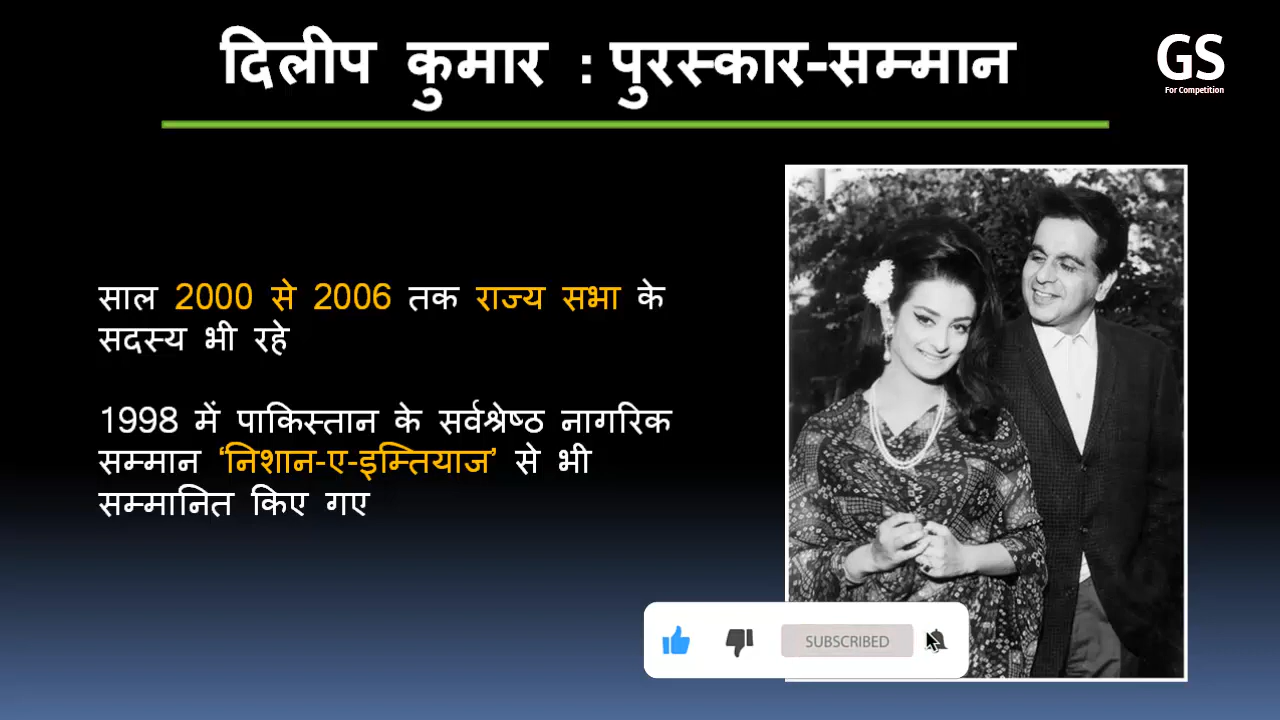 दिलीप कुमार : पुरस्कार-सम्मान
GS
For Competition
साल 2000 से 2006 तक राज्य सभा के
सदस्य भी रहे
1998 में पाकिस्तान के सर्वश्रेष्ठ नागरिक
सम्मान ‘निशान-ए-इम्तियाज’ से भी
सम्मानित किए गए
SUBSCRIBED